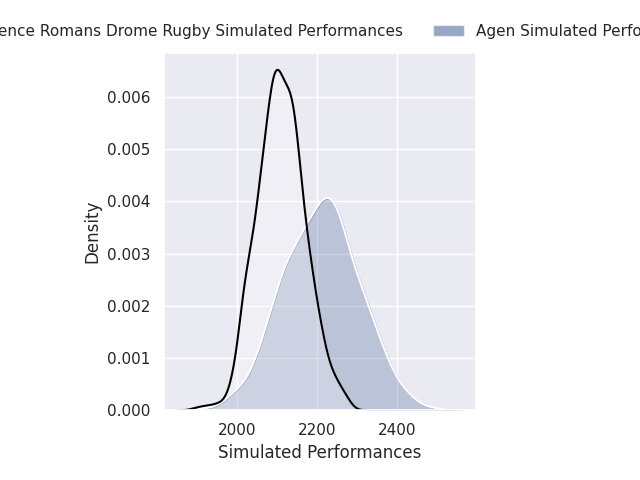 ence Romans Drome Rugby Simulated Performances Agen Simulated Perfo
0.006
0.005
0.004
0.003
0.002
0.001
0.000
Density
2000 2200 2400
Simulated Performances